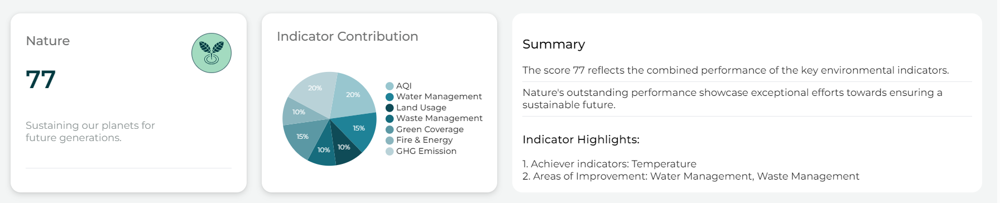 Nature
77
Sustaining our planets for
future generations.
Indicator Contribution
20%
20%
15%
10%
10%
15%
10%
AQI
Water Management
Land Usage
Waste Management
Green Coverage
Fire & Energy
GHG Emission
Summary
The score 77 reflects the combined performance of the key environmental indicators.
Nature's outstanding performance showcase exceptional efforts towards ensuring a
sustainable future.
Indicator Highlights:
1. Achiever indicators: Temperature
2. Areas of Improvement: Water Management, Waste Management